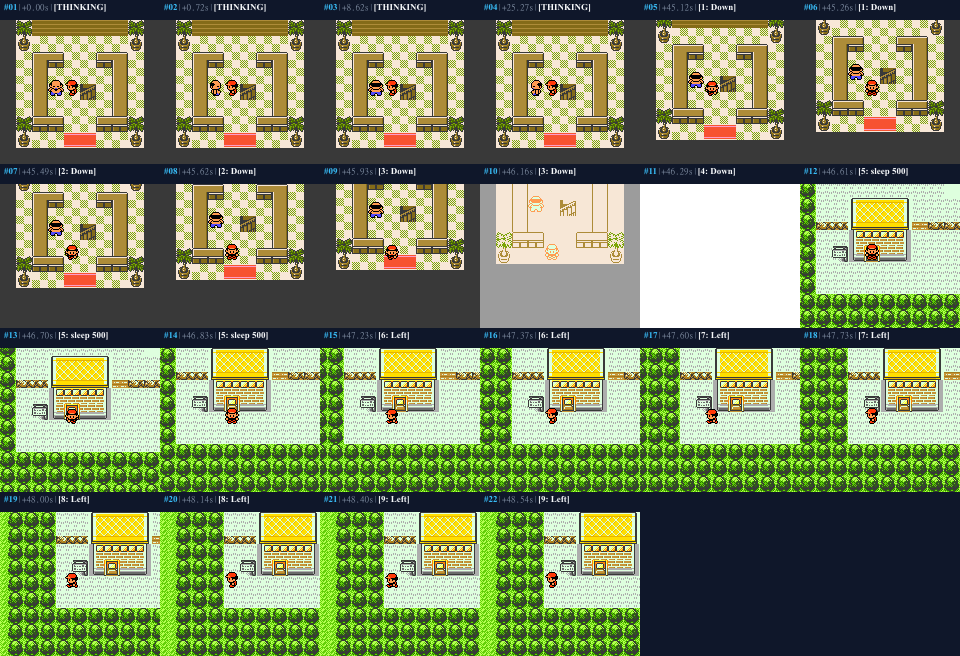 #01|+0.00s|[THINKING]
#02|+0.72s|[THINKING]
#03|+8.62s|[THINKING]
#04|+25.27s|[THINKING]
#05|+45.12s|[1: Down]
#06|+45.26s|[1: Down]
#07|+45.49s|[2: Down]
#08|+45.62s|[2: Down]
#09|+45.93s|[3: Down]
#10|+46.16s|[3: Down]
#11|+46.29s|[4: Down]
#12|+46.61s|[5: sleep 500]
#13|+46.70s|[5: sleep 500]
#14|+46.83s|[5: sleep 500]
#15|+47.23s|[6: Left]
#16|+47.37s|[6: Left]
#17|+47.60s|[7: Left]
#18|+47.73s|[7: Left]
#19|+48.00s|[8: Left]
#20|+48.14s|[8: Left]
#21|+48.40s|[9: Left]
#22|+48.54s|[9: Left]